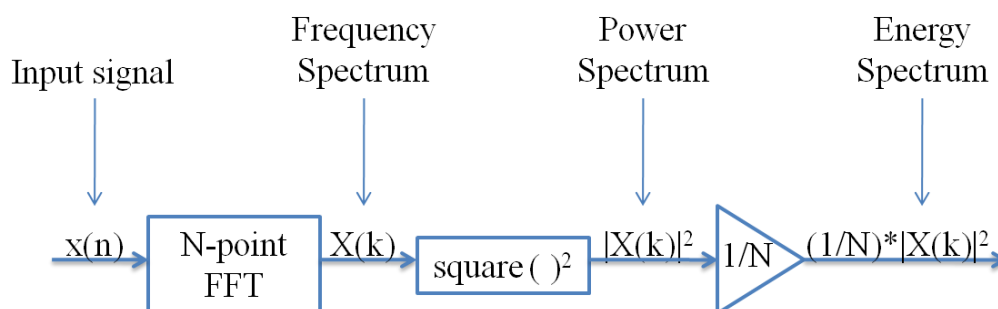 Input signal
Frequency
Spectrum
Power
Spectrum
Energy
Spectrum
x(n)
N-point
FFT
X(k)
square ( )²
|X(k)|²
1/N
(1/N)*|X(k)|²